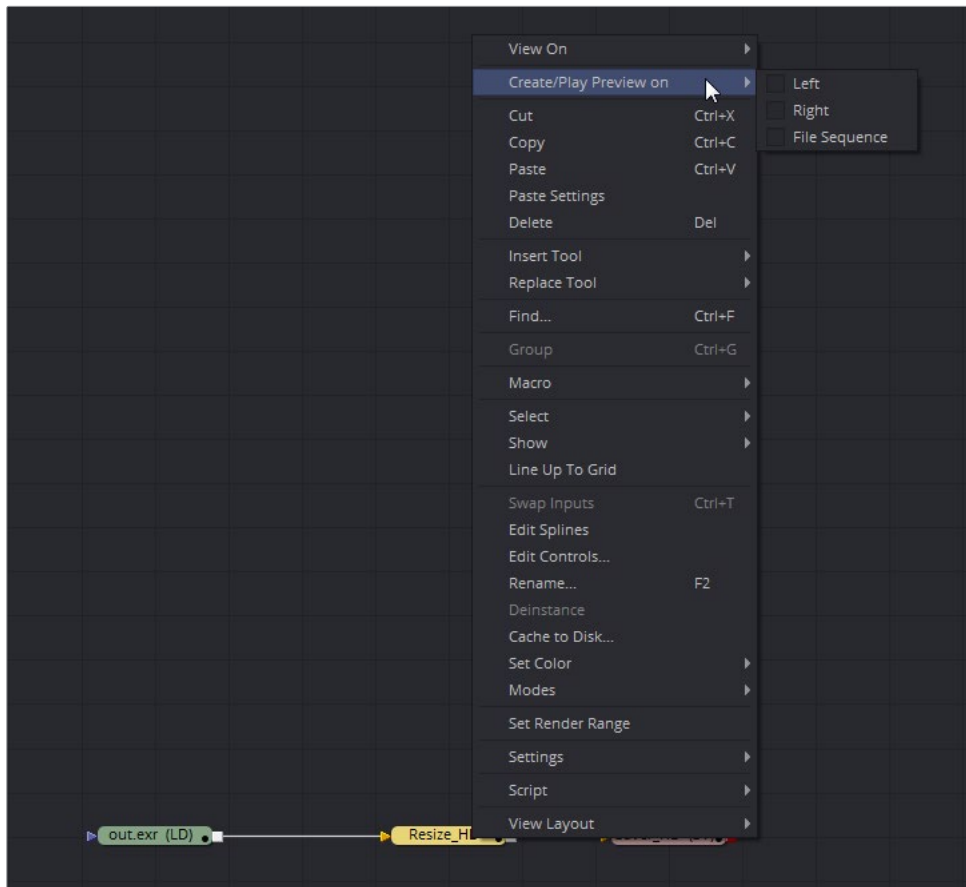 View On
Create/Play Preview on
Left
Right
File Sequence
Cut Ctrl+X
Copy Ctrl+C
Paste Ctrl+V
Paste Settings
Delete Del
Insert Tool
Replace Tool
Find... Ctrl+F
Group Ctrl+G
Macro
Select
Show
Line Up To Grid
Swap Inputs Ctrl+T
Edit Splines
Edit Controls...
Rename... F2
Deinstance
Cache to Disk...
Set Color
Modes
Set Render Range
Settings
Script
View Layout
out.exr (LD)
Resize_H